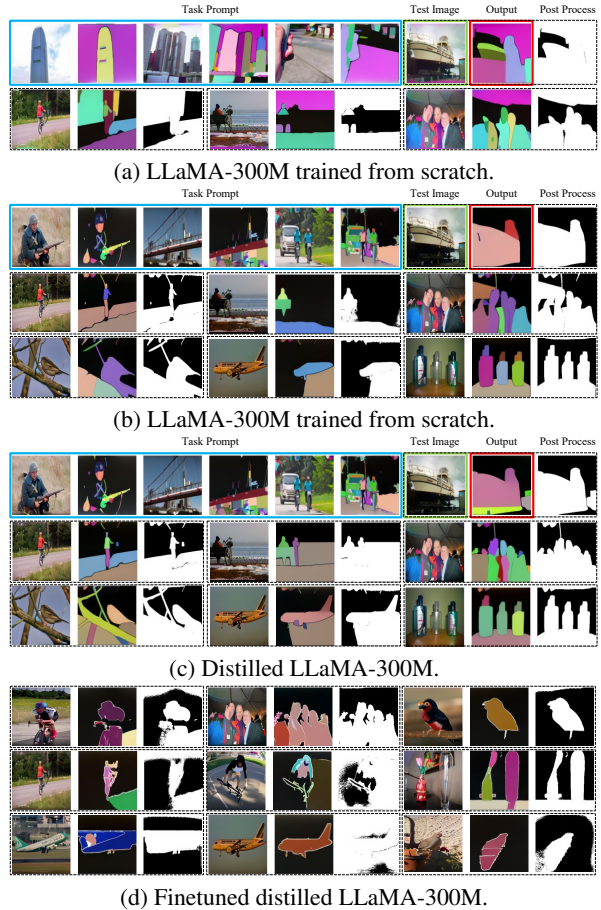 Task Prompt Test Image Output Post Process
(a) LLaMA-300M trained from scratch.
Task Prompt Test Image Output Post Process
(b) LLaMA-300M trained from scratch.
Task Prompt Test Image Output Post Process
(c) Distilled LLaMA-300M.
(d) Finetuned distilled LLaMA-300M.